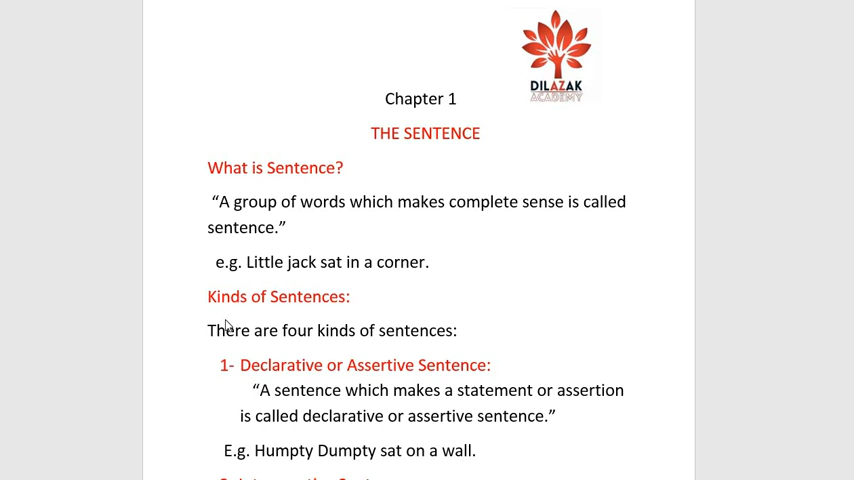 DILAZAK
ACADEMY
Chapter 1
THE SENTENCE
What is Sentence?
“A group of words which makes complete sense is called
sentence.”
e.g. Little jack sat in a corner.
Kinds of Sentences:
There are four kinds of sentences:
1- Declarative or Assertive Sentence:
“A sentence which makes a statement or assertion
is called declarative or assertive sentence.”
E.g. Humpty Dumpty sat on a wall.